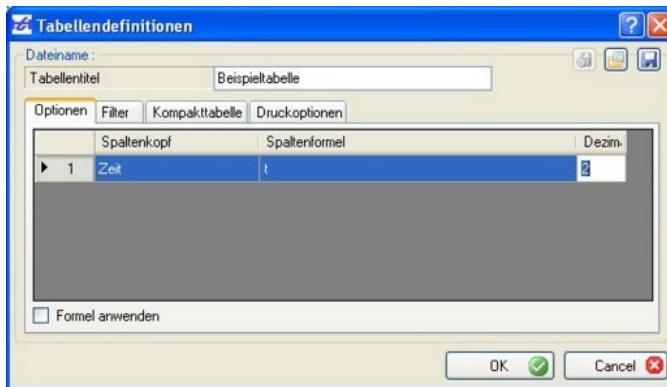 Tabellendefinitionen
Dateiname :
Tabellentitel Beispieltabelle
Optionen Filter Kompakttabelle Druckoptionen
Spaltenkopf Spaltenformel Dezim.
1 Zeit t 2
Formel anwenden
OK Cancel